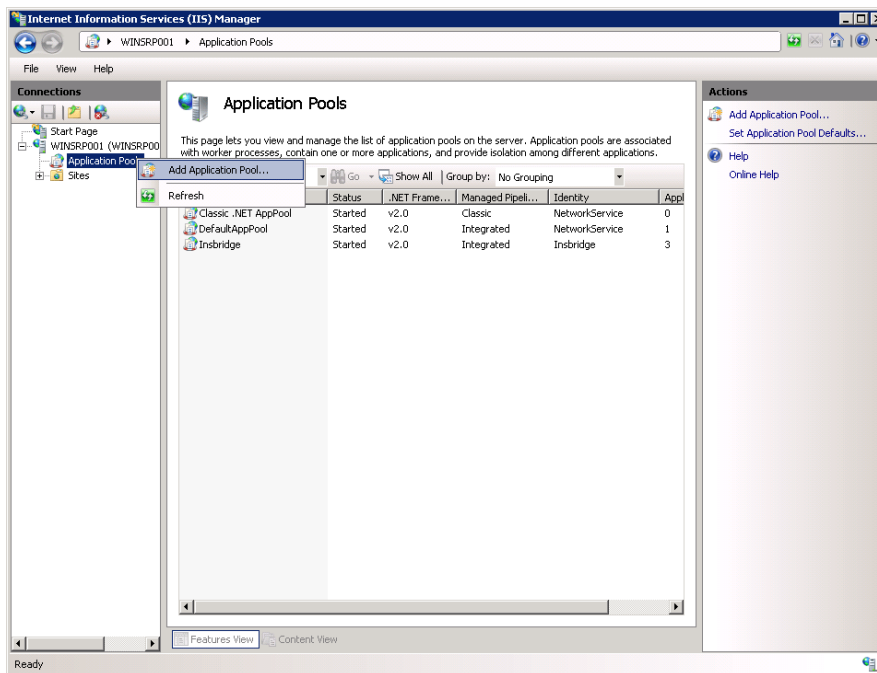 Internet Information Services (IIS) Manager
WINSRP001 Application Pools
File View Help
Connections
Start Page
WINSRP001 (WINSRP00
Application Pools
Sites
Add Application Pool...
Refresh
Application Pools
This page lets you view and manage the list of application pools on the server. Application pools are associated
with worker processes, contain one or more applications, and provide isolation among different applications.
Go Show All Group by: No Grouping
Status .NET Frame... Managed Pipeli... Identity Appl
Classic .NET AppPool Started v2.0 Classic NetworkService 0
DefaultAppPool Started v2.0 Integrated NetworkService 1
Insbridge Started v2.0 Integrated Insbridge 3
Features View Content View
Actions
Add Application Pool...
Set Application Pool Defaults...
Help
Online Help
Ready